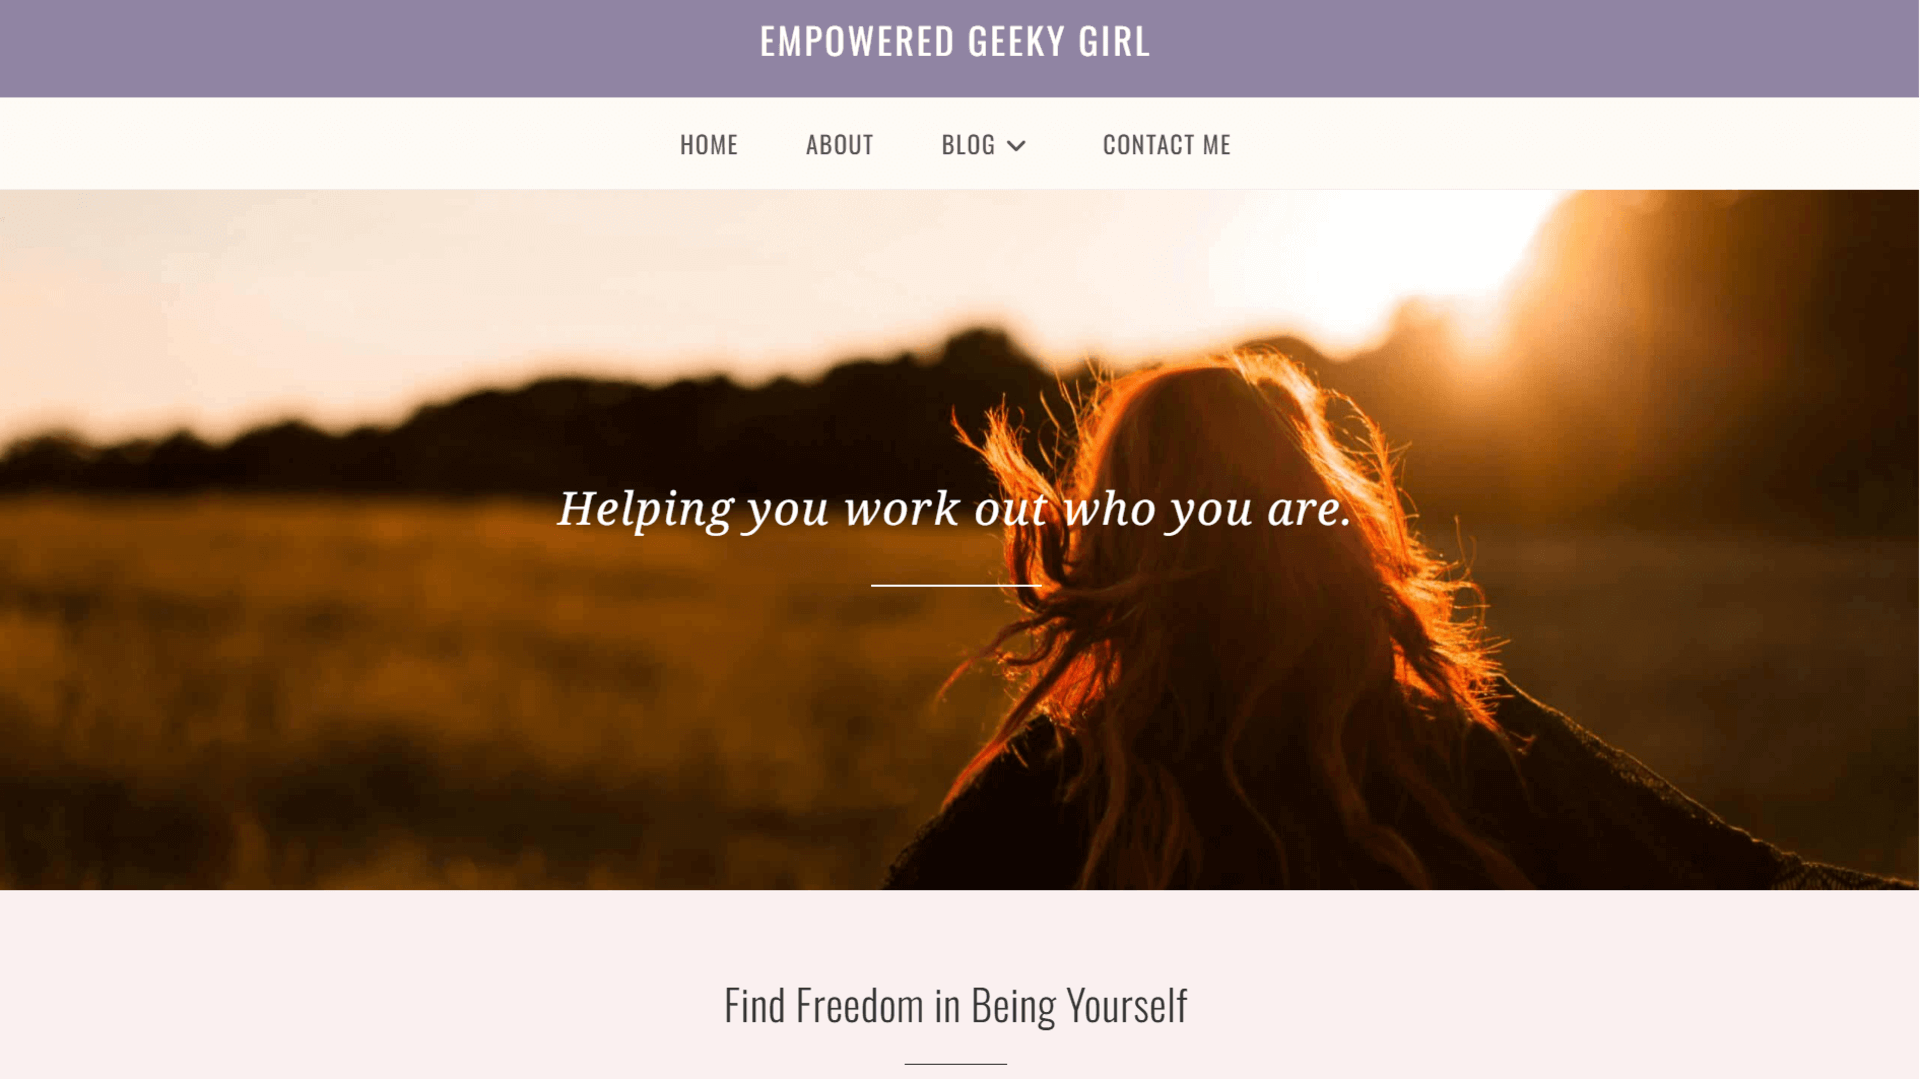 EMPOWERED GEEKY GIRL
HOME ABOUT BLOG CONTACT ME
Helping you work out who you are.
Find Freedom in Being Yourself